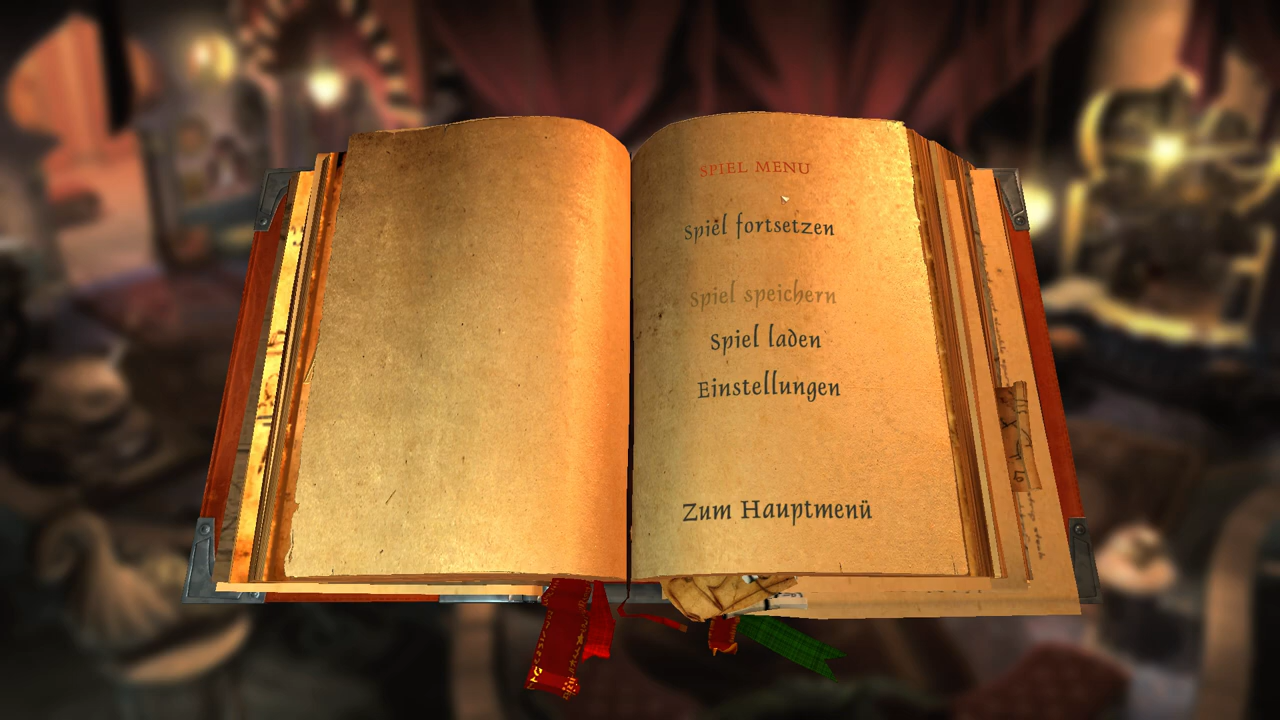 SPIEL MENU
Spiel fortsetzen
Spiel speichern
Spiel laden
Einstellungen
Zum Hauptmenü